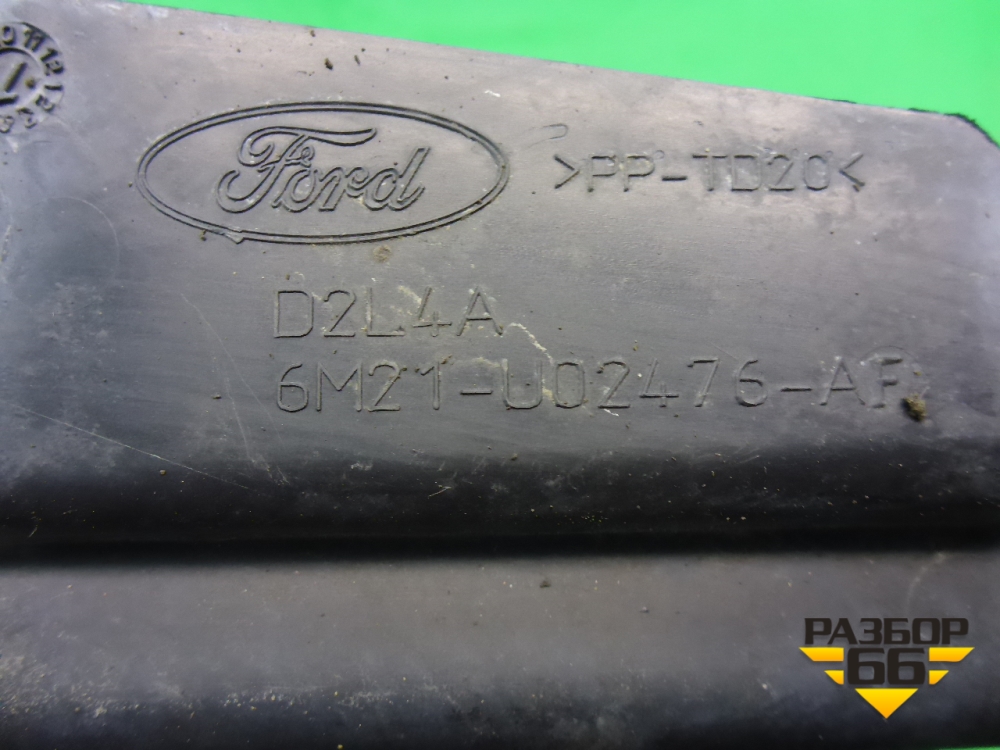 Ford
>PP-TD20<
D2L4A
6M21-U02476-AF
РАЗБОР
66